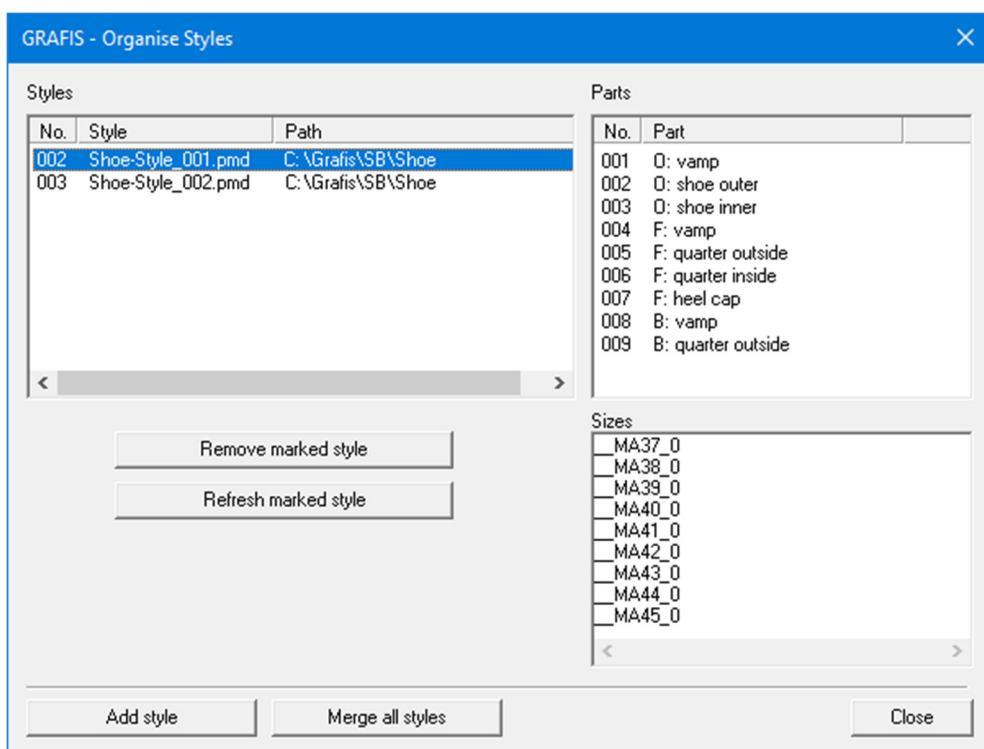 GRAFIS - Organise Styles
Styles
No. Style Path
002 Shoe-Style_001.pmd C:\Grafis\SB\Shoe
003 Shoe-Style_002.pmd C:\Grafis\SB\Shoe
Remove marked style
Refresh marked style
Parts
No. Part
001 O: vamp
002 O: shoe outer
003 O: shoe inner
004 F: vamp
005 F: quarter outside
006 F: quarter inside
007 F: heel cap
008 B: vamp
009 B: quarter outside
Sizes
__MA37_0
__MA38_0
__MA39_0
__MA40_0
__MA41_0
__MA42_0
__MA43_0
__MA44_0
__MA45_0
Add style
Merge all styles
Close